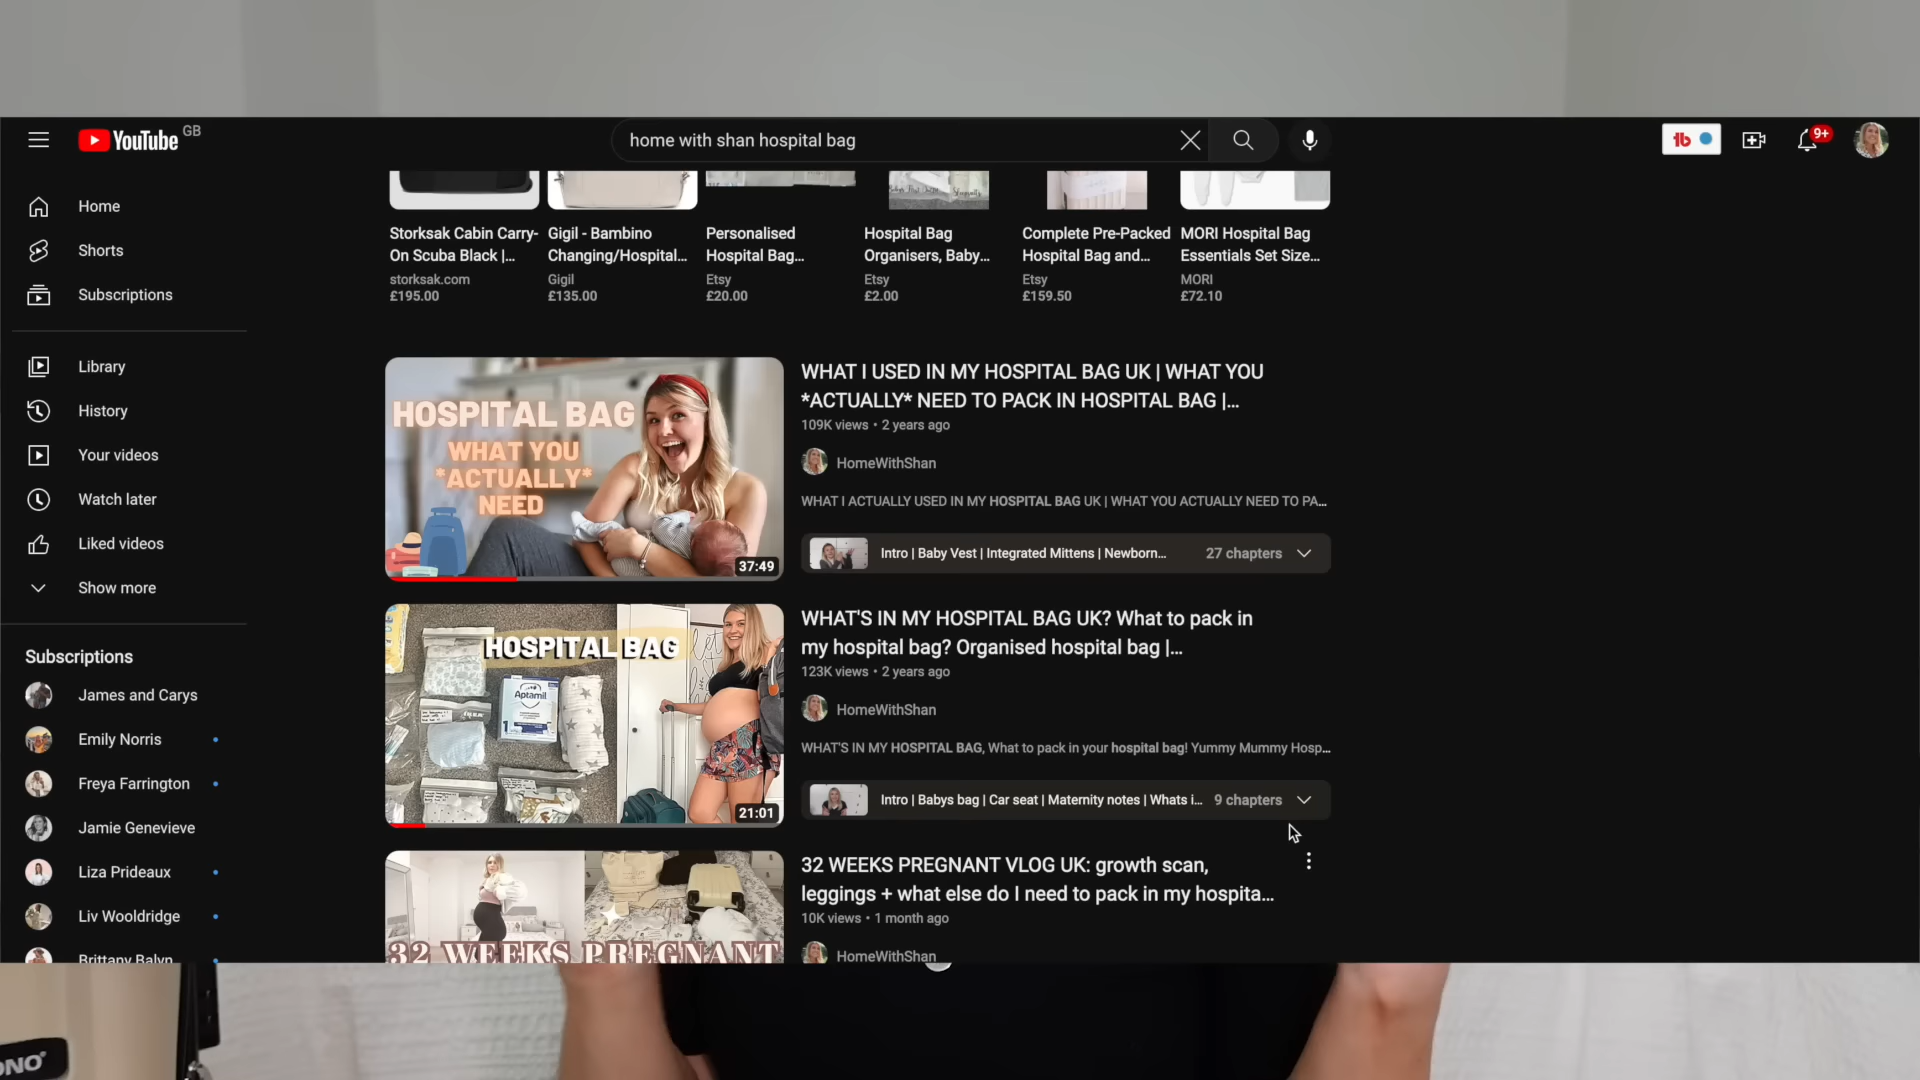 YouTube GB
home with shan hospital bag
9+
Home
Shorts
Subscriptions
Library
History
Your videos
Watch later
Liked videos
Show more
Subscriptions
James and Carys
Emily Norris
Freya Farrington
Jamie Genevieve
Liza Prideaux
Liv Wooldridge
Brittany Balyn
Storksak Cabin Carry-
On Scuba Black |...
storksak.com
£195.00
Gigil - Bambino
Changing/Hospital...
Gigil
£135.00
Personalised
Hospital Bag...
Etsy
£20.00
Hospital Bag
Organisers, Baby...
Etsy
£2.00
Complete Pre-Packed
Hospital Bag and...
Etsy
£159.50
MORI Hospital Bag
Essentials Set Size...
MORI
£72.10
HOSPITAL BAG
WHAT YOU
*ACTUALLY*
NEED
37:49
WHAT I USED IN MY HOSPITAL BAG UK | WHAT YOU
*ACTUALLY* NEED TO PACK IN HOSPITAL BAG |...
109K views • 2 years ago
HomeWithShan
WHAT I ACTUALLY USED IN MY HOSPITAL BAG UK | WHAT YOU ACTUALLY NEED TO PA...
Intro | Baby Vest | Integrated Mittens | Newborn... 27 chapters
HOSPITAL BAG
Aptamil
1
21:01
WHAT'S IN MY HOSPITAL BAG UK? What to pack in
my hospital bag? Organised hospital bag |...
123K views • 2 years ago
HomeWithShan
WHAT'S IN MY HOSPITAL BAG, What to pack in your hospital bag! Yummy Mummy Hosp...
Intro | Babys bag | Car seat | Maternity notes | Whats i... 9 chapters
32 WEEKS PREGNANT
32 WEEKS PREGNANT VLOG UK: growth scan,
leggings + what else do I need to pack in my hospita...
10K views • 1 month ago
HomeWithShan